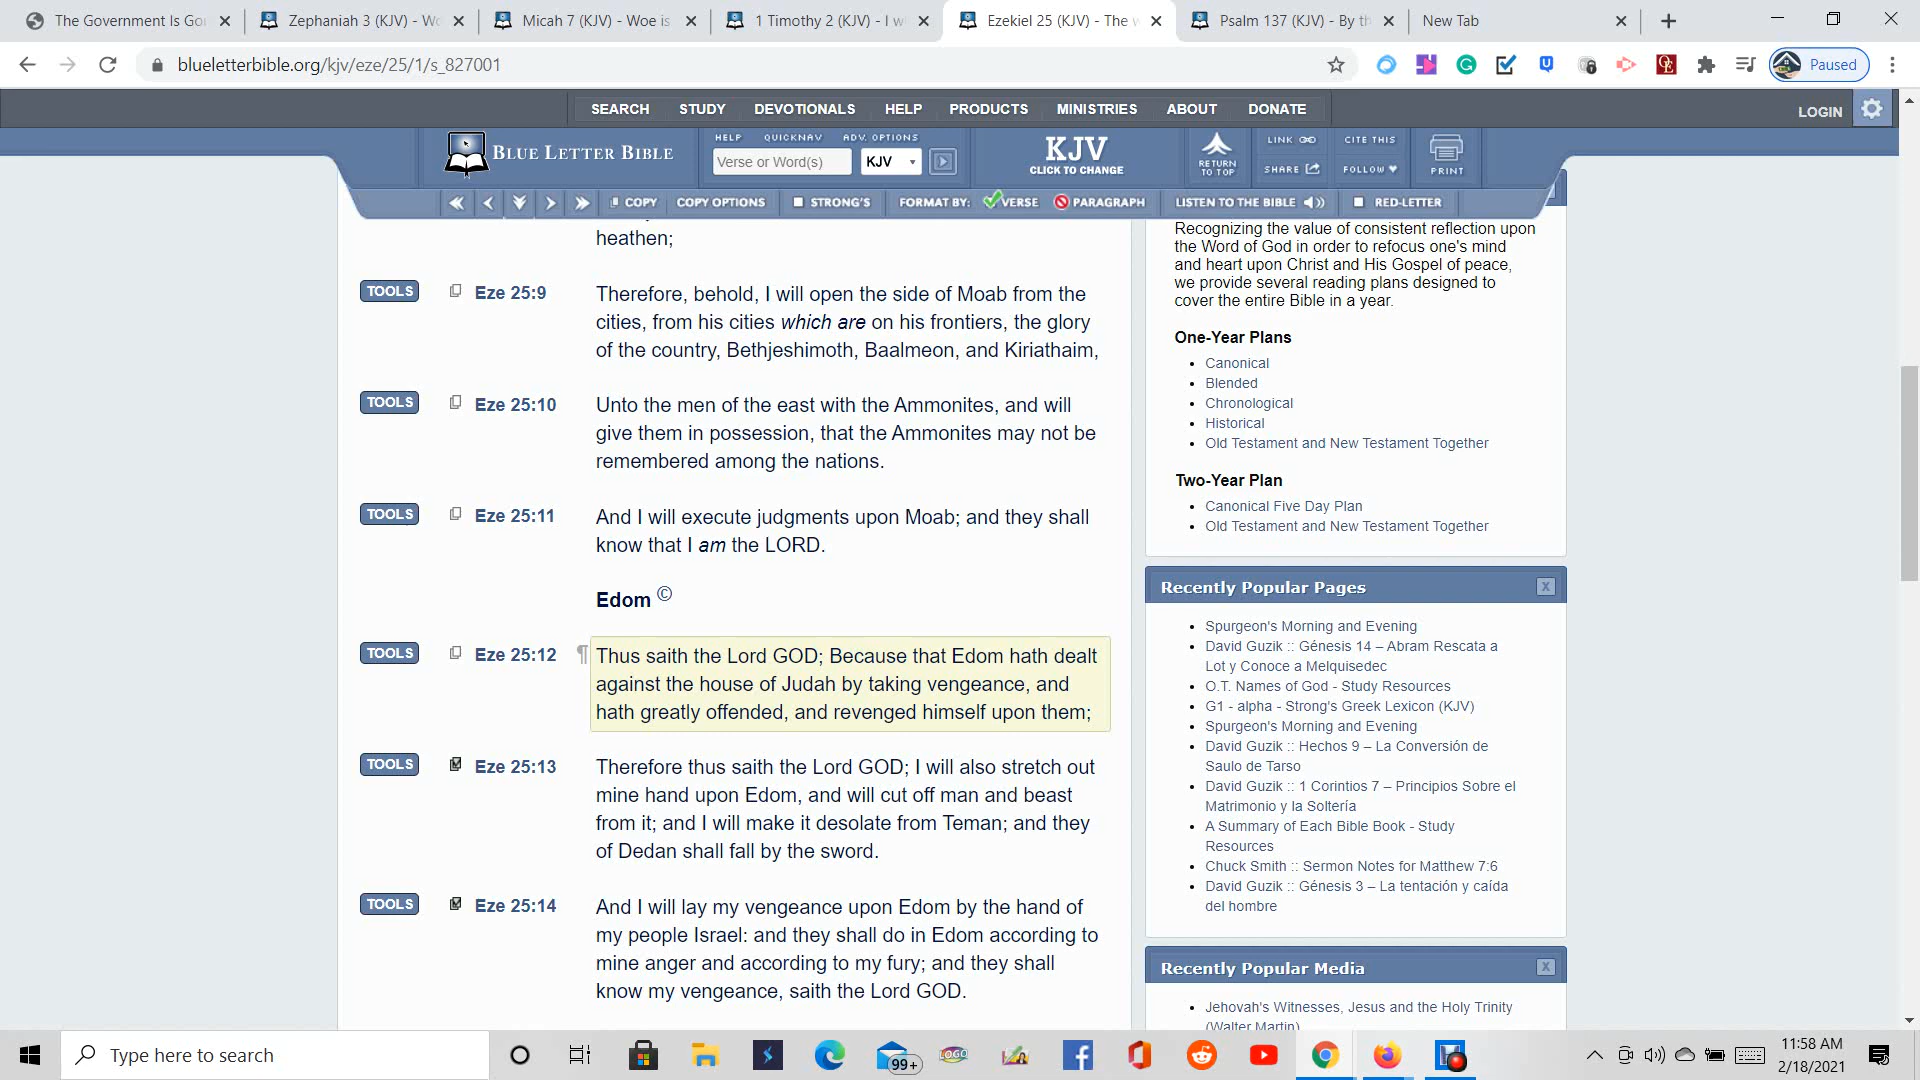 The Government Is Go
Zephaniah 3 (KJV) - Wo
Micah 7 (KJV) - Woe is
1 Timothy 2 (KJV) - I w
Ezekiel 25 (KJV) - The w
Psalm 137 (KJV) - By th
New Tab
blueletterbible.org/kjv/eze/25/1/s_827001
Paused
SEARCH STUDY DEVOTIONALS HELP PRODUCTS MINISTRIES ABOUT DONATE
LOGIN
BLUE LETTER BIBLE
HELP QUICKNAV ADV. OPTIONS
Verse or Word(s) KJV
KJV
CLICK TO CHANGE
RETURN
TO TOP
LINK CITE THIS
SHARE FOLLOW
PRINT
COPY COPY OPTIONS STRONG'S FORMAT BY: VERSE PARAGRAPH LISTEN TO THE BIBLE RED-LETTER
heathen;
TOOLS Eze 25:9 Therefore, behold, I will open the side of Moab from the
cities, from his cities which are on his frontiers, the glory
of the country, Bethjeshimoth, Baalmeon, and Kiriathaim,
TOOLS Eze 25:10 Unto the men of the east with the Ammonites, and will
give them in possession, that the Ammonites may not be
remembered among the nations.
TOOLS Eze 25:11 And I will execute judgments upon Moab; and they shall
know that I am the LORD.
Edom ©
TOOLS Eze 25:12 ¶ Thus saith the Lord GOD; Because that Edom hath dealt
against the house of Judah by taking vengeance, and
hath greatly offended, and revenged himself upon them;
TOOLS Eze 25:13 Therefore thus saith the Lord GOD; I will also stretch out
mine hand upon Edom, and will cut off man and beast
from it; and I will make it desolate from Teman; and they
of Dedan shall fall by the sword.
TOOLS Eze 25:14 And I will lay my vengeance upon Edom by the hand of
my people Israel: and they shall do in Edom according to
mine anger and according to my fury; and they shall
know my vengeance, saith the Lord GOD.
Recognizing the value of consistent reflection upon
the Word of God in order to refocus one's mind
and heart upon Christ and His Gospel of peace,
we provide several reading plans designed to
cover the entire Bible in a year.
One-Year Plans
Canonical
Blended
Chronological
Historical
Old Testament and New Testament Together
Two-Year Plan
Canonical Five Day Plan
Old Testament and New Testament Together
Recently Popular Pages X
Spurgeon's Morning and Evening
David Guzik :: Génesis 14 – Abram Rescata a
Lot y Conoce a Melquisedec
O.T. Names of God - Study Resources
G1 - alpha - Strong's Greek Lexicon (KJV)
Spurgeon's Morning and Evening
David Guzik :: Hechos 9 – La Conversión de
Saulo de Tarso
David Guzik :: 1 Corintios 7 – Principios Sobre el
Matrimonio y la Soltería
A Summary of Each Bible Book - Study
Resources
Chuck Smith :: Sermon Notes for Matthew 7:6
David Guzik :: Génesis 3 – La tentación y caída
del hombre
Recently Popular Media X
Jehovah's Witnesses, Jesus and the Holy Trinity
(Walter Martin)
Type here to search
99+
LOGO
11:58 AM
2/18/2021